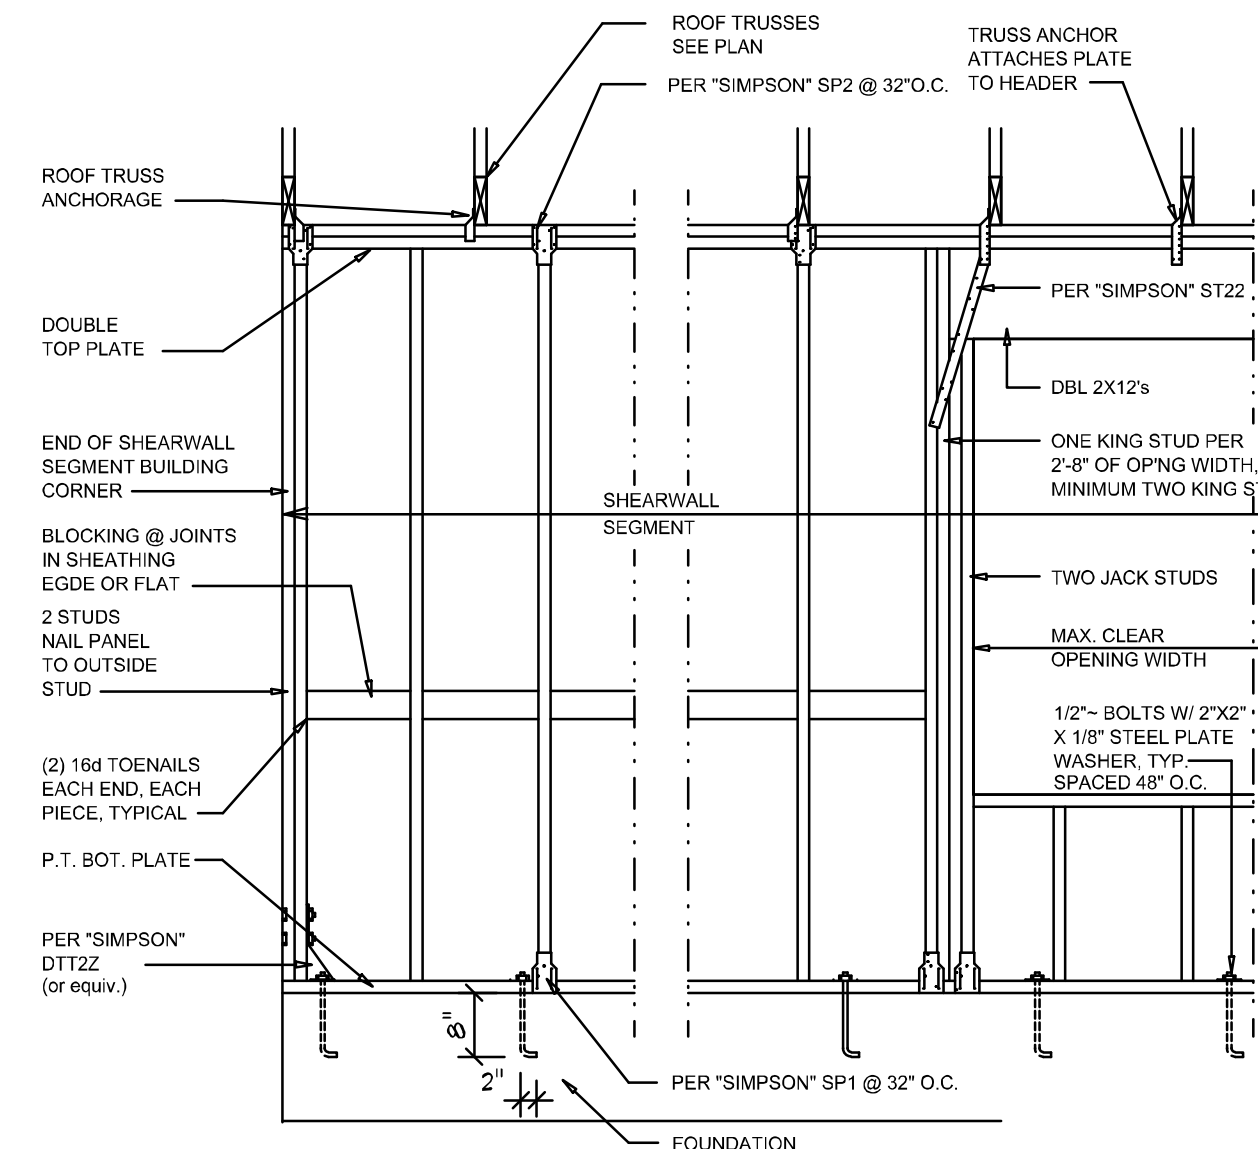 ROOF TRUSSES
SEE PLAN
PER "SIMPSON" SP2 @ 32"O.C.
TRUSS ANCHOR
ATTACHES PLATE
TO HEADER
ROOF TRUSS
ANCHORAGE
PER "SIMPSON" ST22
DOUBLE
TOP PLATE
DBL 2X12's
END OF SHEARWALL
SEGMENT BUILDING
CORNER
ONE KING STUD PER
2'-8" OF OP'NG WIDTH,
MINIMUM TWO KING S
SHEARWALL
SEGMENT
BLOCKING @ JOINTS
IN SHEATHING
EGDE OR FLAT
TWO JACK STUDS
2 STUDS
NAIL PANEL
TO OUTSIDE
STUD
MAX. CLEAR
OPENING WIDTH
1/2"~ BOLTS W/ 2"X2"
X 1/8" STEEL PLATE
WASHER, TYP.
SPACED 48" O.C.
(2) 16d TOENAILS
EACH END, EACH
PIECE, TYPICAL
P.T. BOT. PLATE
PER "SIMPSON"
DTT2Z
(or equiv.)
8"
2"
PER "SIMPSON" SP1 @ 32" O.C.
FOUNDATION